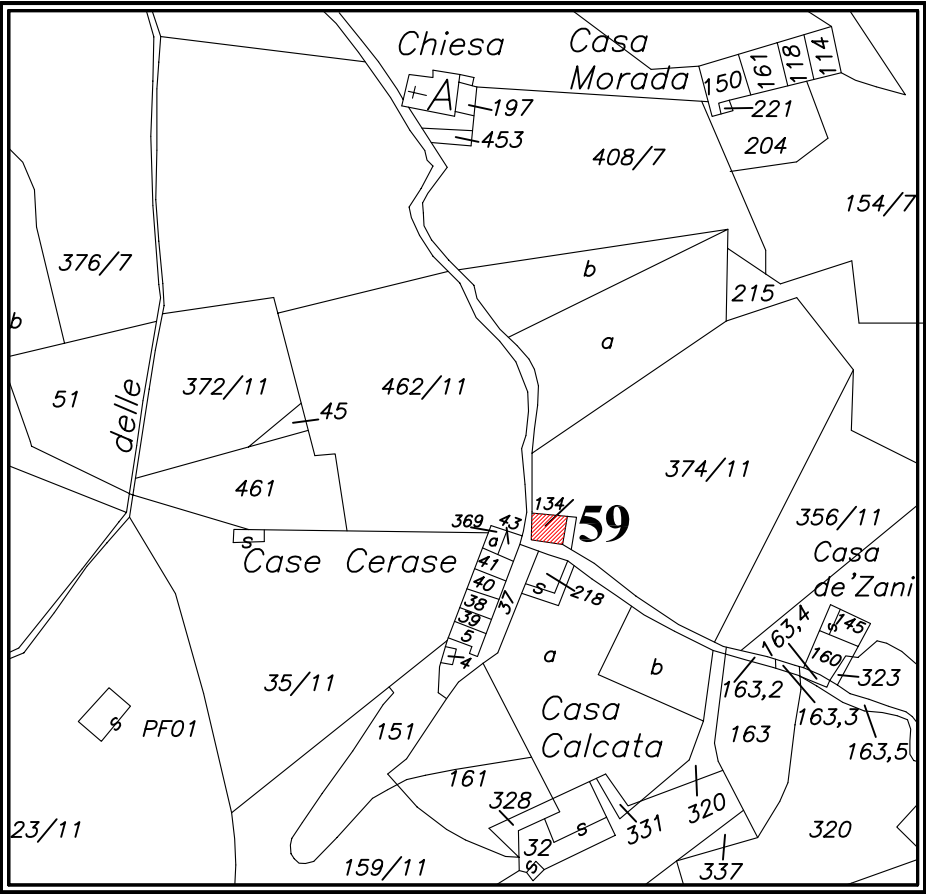 Chiesa
Casa
Morada
150
161
118
114
A
197
221
453
204
408/7
154/7
376/7
b
215
b
a
51
372/11
45
462/11
delle
461
374/11
134
59
369
43
a
356/11
s
Case Cerase
41
Casa
de'Zani
40
s
218
38
37
39
5
4
163,4
s
145
160
a
b
323
163,2
35/11
163,3
Casa
Calcata
163
163,5
s
PF01
151
161
328
320
331
s
320
23/11
32
s
159/11
337